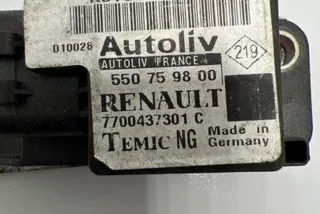 010028 Autoliv 219
AUTOLIV FRANCE
550 75 98 00
RENAULT
7700437301 C
TEMIC NG Made in
Germany